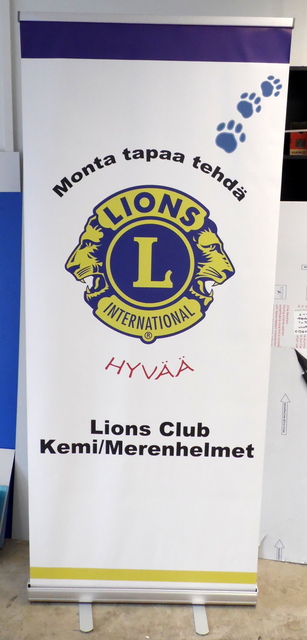 Monta tapaa tehdä
LIONS
L
INTERNATIONAL
®
HYVÄÄ
Lions Club
Kemi/Merenhelmet